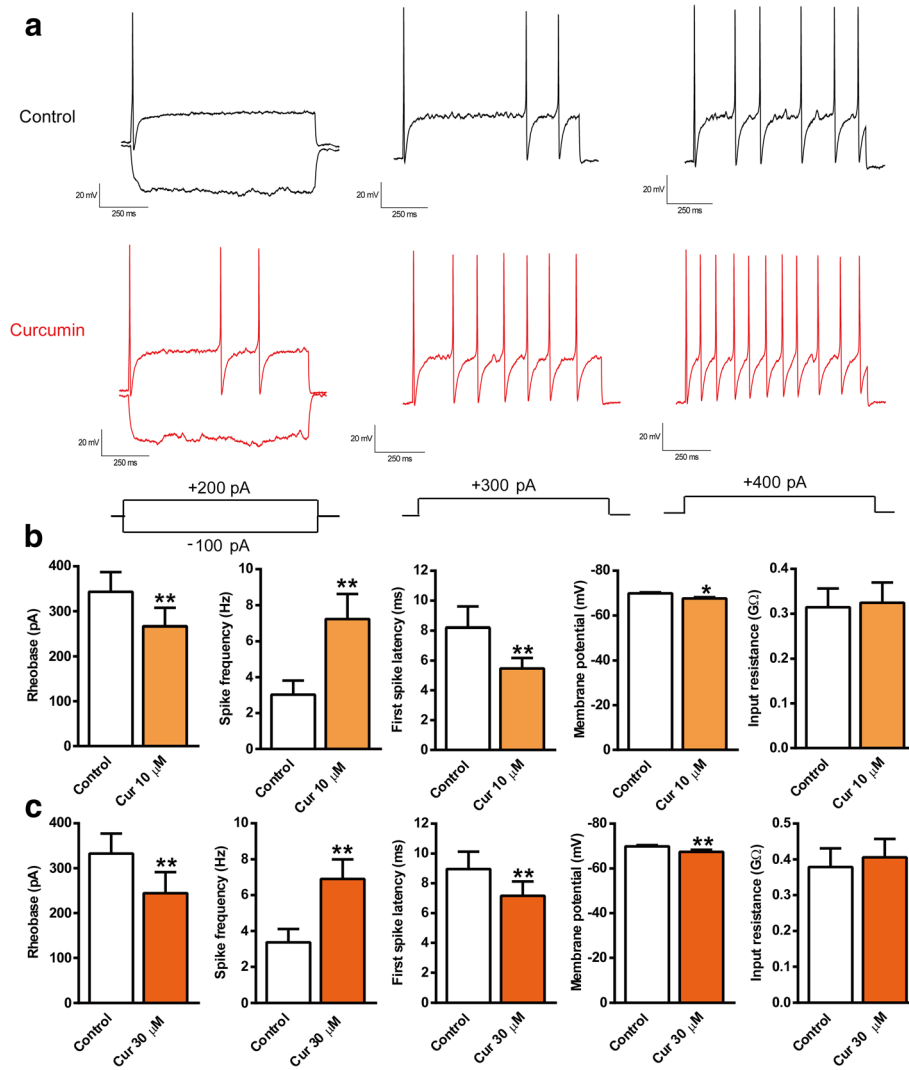 a
Control
20 mV
250 ms
20 mV
250 ms
20 mV
250 ms
Curcumin
20 mV
250 ms
20 mV
250 ms
20 mV
250 ms
+200 pA
-100 pA
+300 pA
+400 pA
b
Rheobase (pA)
400
300
200
100
0
Control
Cur 10 μM
**
Spike frequency (Hz)
10
8
6
4
2
0
Control
Cur 10 μM
**
First spike latency (ms)
12
10
8
6
4
2
0
Control
Cur 10 μM
**
Membrane potential (mV)
-80
-60
-40
-20
0
Control
Cur 10 μM
*
Input resistance (GΩ)
0.4
0.3
0.2
0.1
0.0
Control
Cur 10 μM
c
Rheobase (pA)
400
300
200
100
0
Control
Cur 30 μM
**
Spike frequency (Hz)
10
8
6
4
2
0
Control
Cur 30 μM
**
First spike latency (ms)
12
10
8
6
4
2
0
Control
Cur 30 μM
**
Membrane potential (mV)
-80
-60
-40
-20
0
Control
Cur 30 μM
**
Input resistance (GΩ)
0.5
0.4
0.3
0.2
0.1
0.0
Control
Cur 30 μM